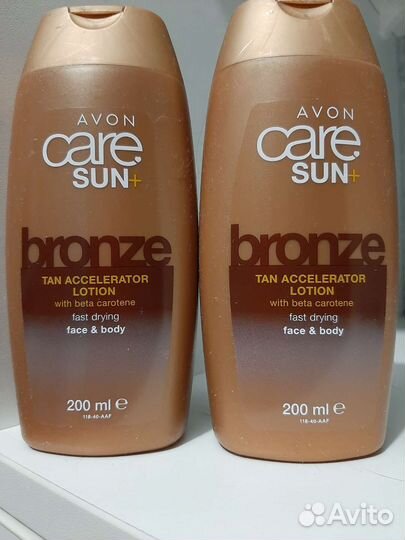 AVON
care.
SUN+
bronze
TAN ACCELERATOR
LOTION
with beta carotene
fast drying
face & body
200 ml e
118-40-AAF
AVON
care.
SUN+
bronze
TAN ACCELERATOR
LOTION
with beta carotene
fast drying
face & body
200 ml e
118-40-AAF
Avito